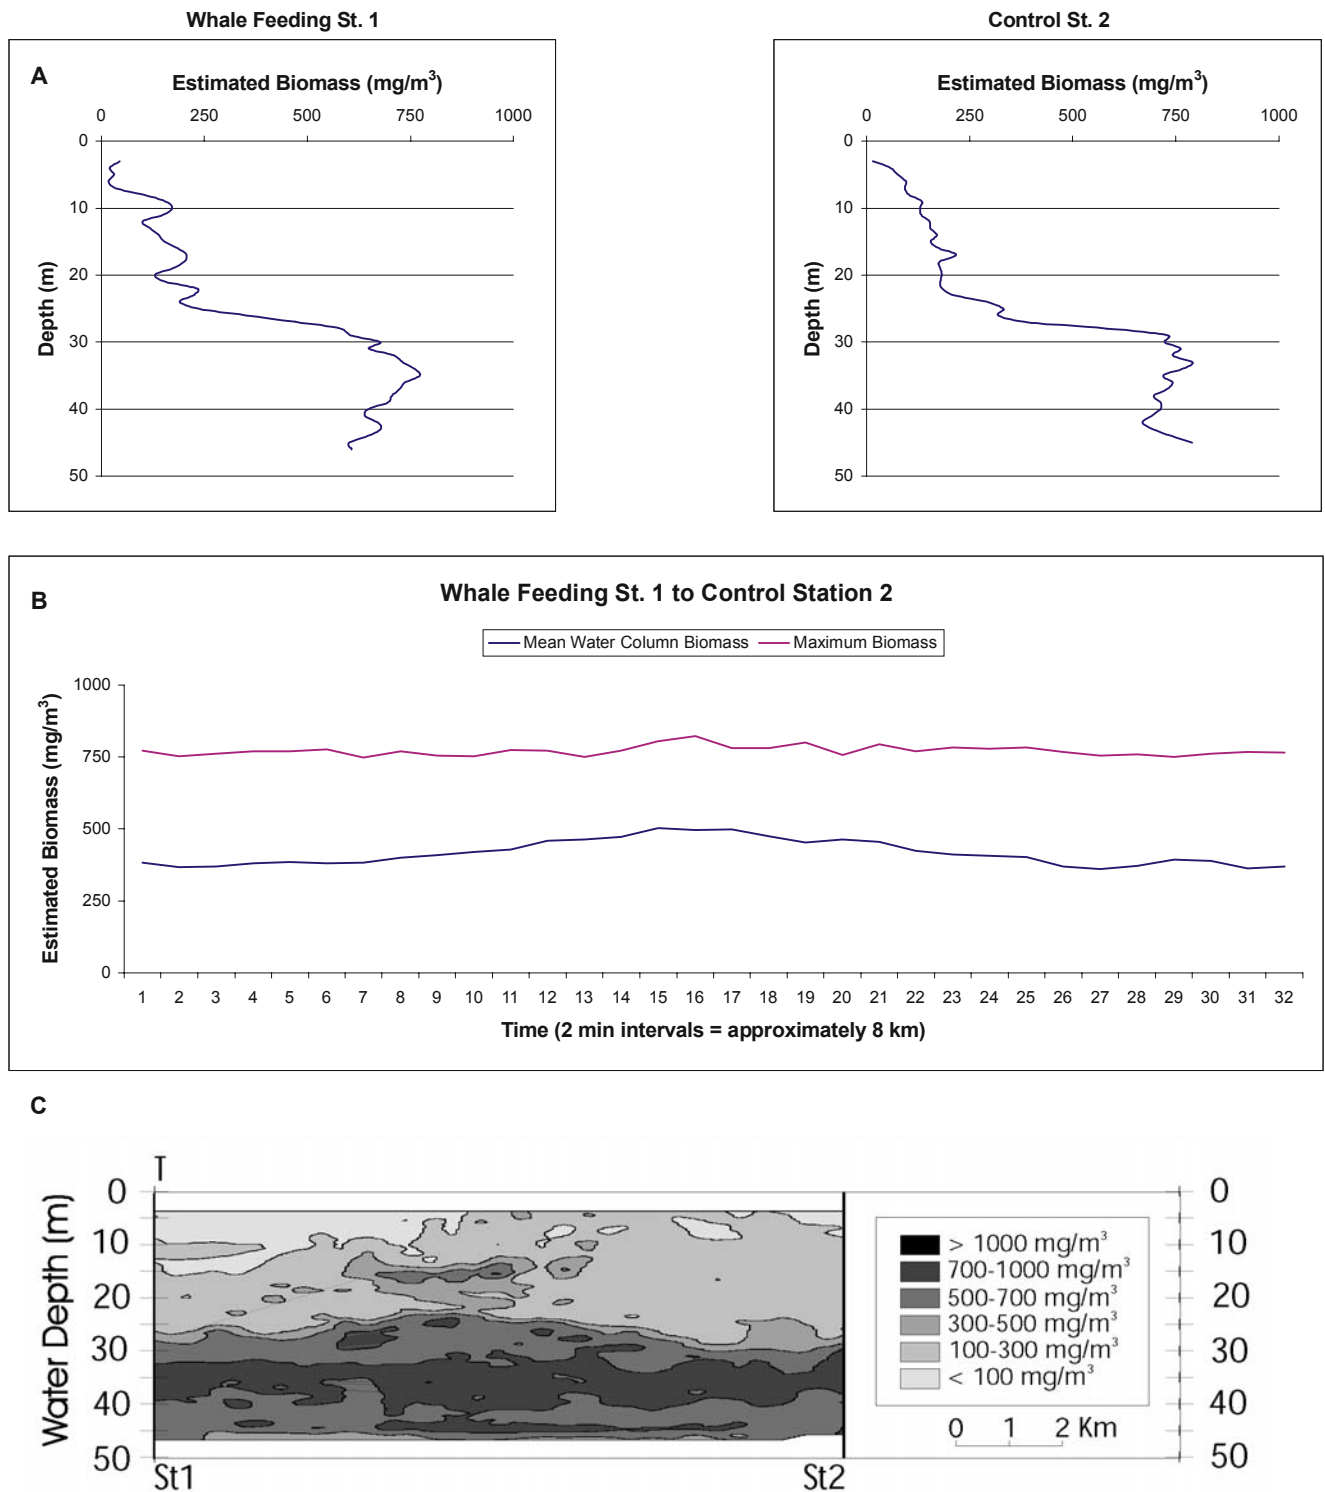 Whale Feeding St. 1
Control St. 2
A
Estimated Biomass (mg/m³)
0 250 500 750 1000
0
10
20
30
40
50
Depth (m)
Estimated Biomass (mg/m³)
0 250 500 750 1000
0
10
20
30
40
50
Depth (m)
B
Whale Feeding St. 1 to Control Station 2
Mean Water Column Biomass Maximum Biomass
Estimated Biomass (mg/m³)
1000
750
500
250
0
1 2 3 4 5 6 7 8 9 10 11 12 13 14 15 16 17 18 19 20 21 22 23 24 25 26 27 28 29 30 31 32
Time (2 min intervals = approximately 8 km)
C
T
Water Depth (m)
0
10
20
30
40
50
St1
St2
> 1000 mg/m³
700-1000 mg/m³
500-700 mg/m³
300-500 mg/m³
100-300 mg/m³
< 100 mg/m³
0 1 2 Km
0
10
20
30
40
50